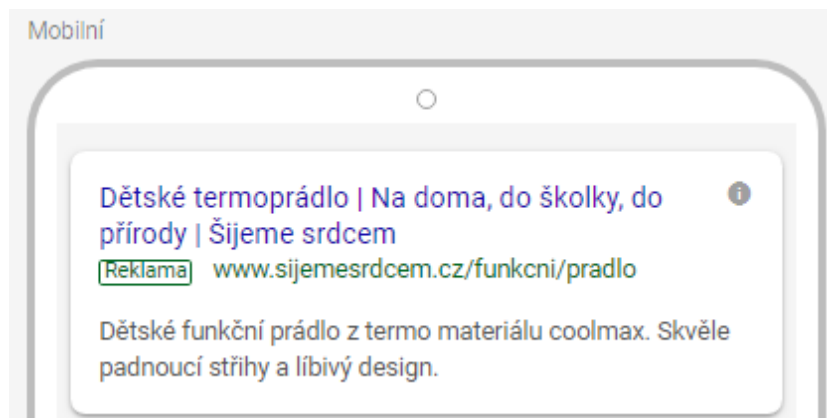 Mobilní
Dětské termoprádlo | Na doma, do školky, do
přírody | Šijeme srdcem
Reklama www.sijemesrdcem.cz/funkcni/pradlo
Dětské funkční prádlo z termo materiálu coolmax. Skvěle
padnoucí střihy a líbivý design.